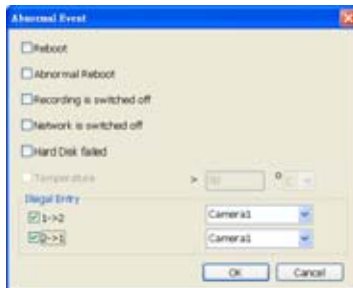 Abnormal Event
Reboot
Abnormal Reboot
Recording is switched off
Network is switched off
Hard Disk failed
Temperature > ° C
Illegal Entry
1->2 Camera1
2->1 Camera1
OK Cancel